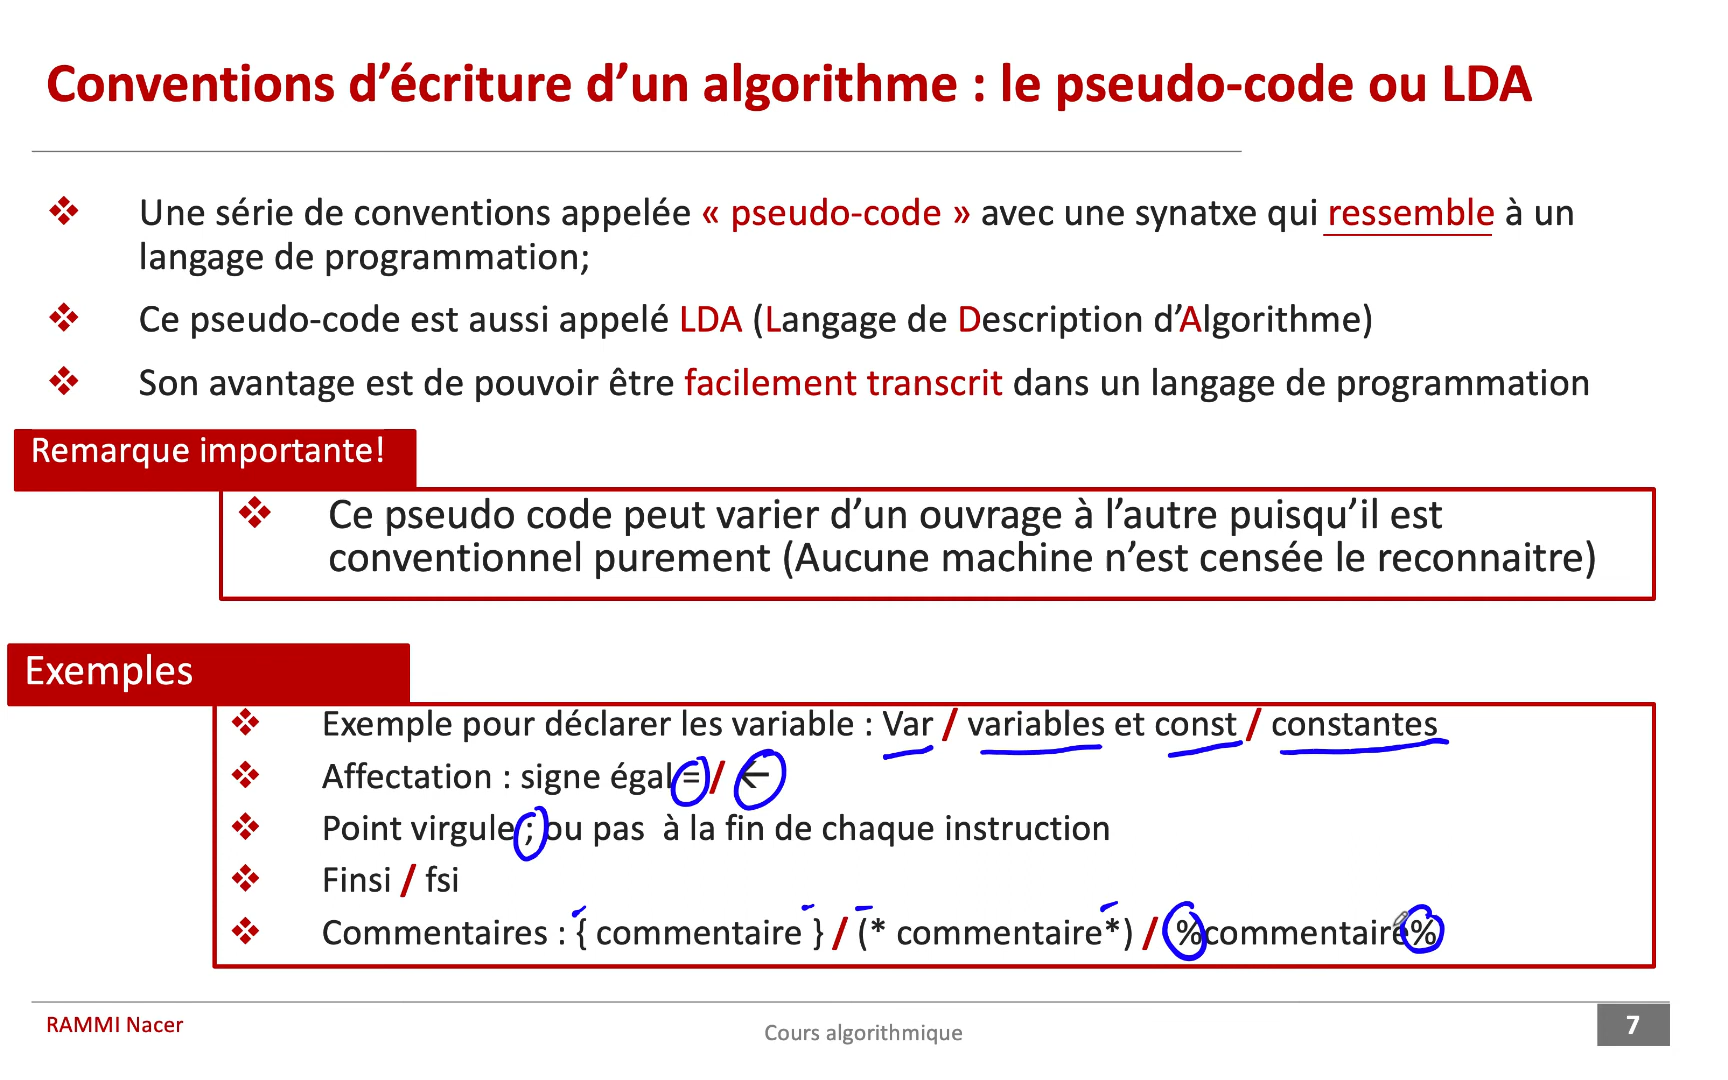 Conventions d’écriture d’un algorithme : le pseudo-code ou LDA
❖ Une série de conventions appelée « pseudo-code » avec une synatxe qui ressemble à un
langage de programmation;
❖ Ce pseudo-code est aussi appelé LDA (Langage de Description d’Algorithme)
❖ Son avantage est de pouvoir être facilement transcrit dans un langage de programmation
Remarque importante!
❖ Ce pseudo code peut varier d’un ouvrage à l’autre puisqu’il est
conventionnel purement (Aucune machine n’est censée le reconnaitre)
Exemples
❖ Exemple pour déclarer les variable : Var / variables et const / constantes
❖ Affectation : signe égal = / ←
❖ Point virgule ; ou pas à la fin de chaque instruction
❖ Finsi / fsi
❖ Commentaires : { commentaire } / (* commentaire*) / %commentaire%
RAMMI Nacer
Cours algorithmique
7